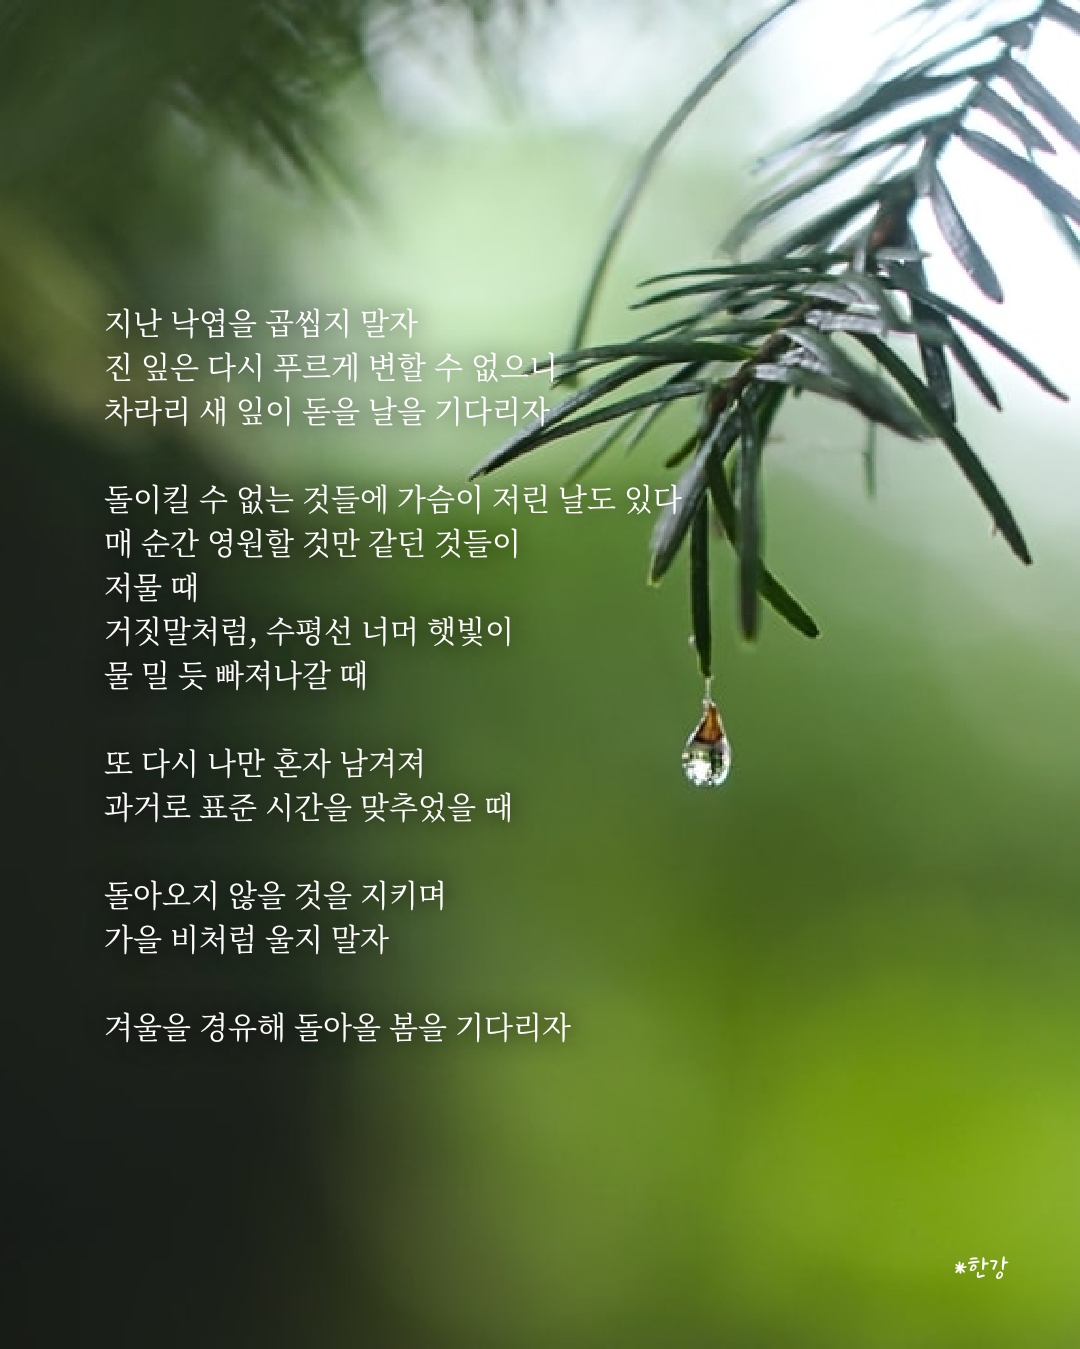 지난 낙엽을 곱씹지 말자
진 잎은 다시 푸르게 변할 수 없으니
차라리 새 잎이 돋을 날을 기다리자
돌이킬 수 없는 것들에 가슴이 저린 날도 있다
매 순간 영원할 것만 같던 것들이
저물 때
거짓말처럼, 수평선 너머 햇빛이
물 밀 듯 빠져나갈 때
또 다시 나만 혼자 남겨져
과거로 표준 시간을 맞추었을 때
돌아오지 않을 것을 지키며
가을 비처럼 울지 말자
겨울을 경유해 돌아올 봄을 기다리자
*한강